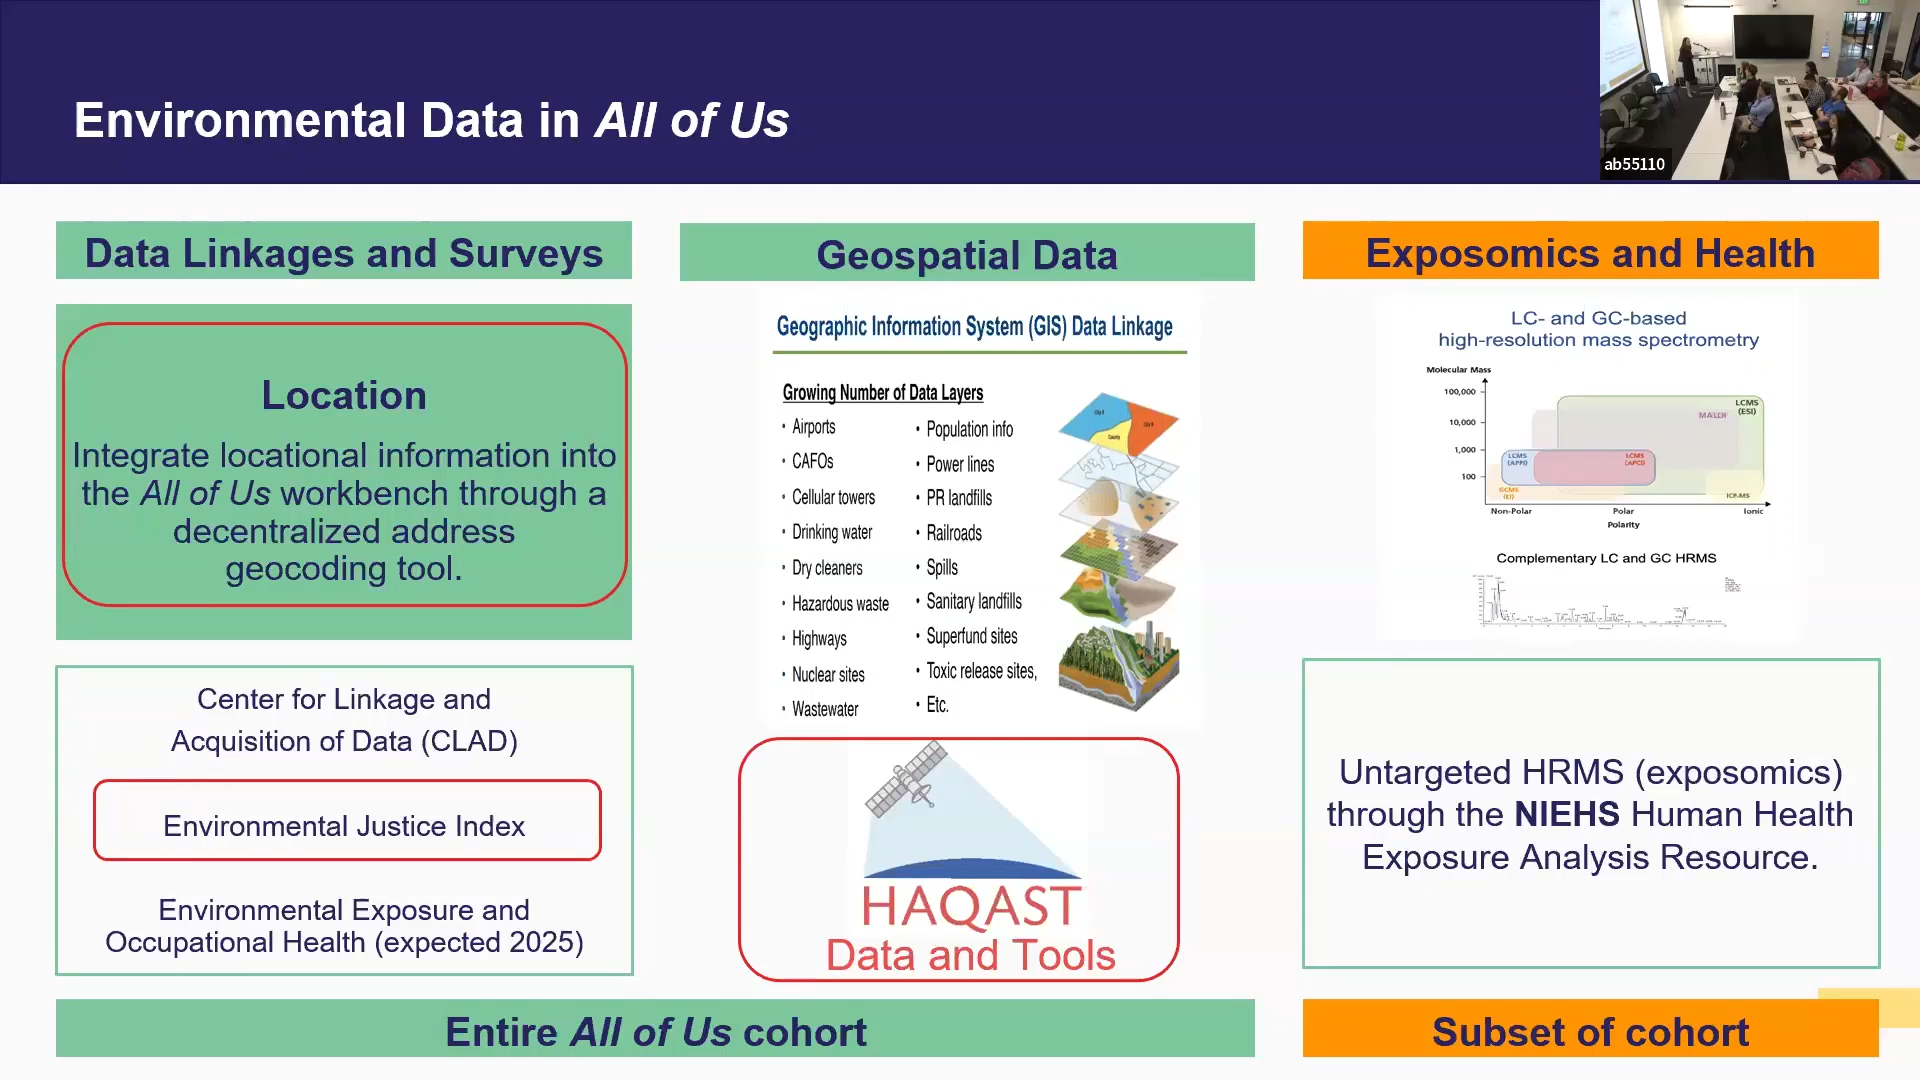 Environmental Data in All of Us
ab55110
Data Linkages and Surveys
Location
Integrate locational information into
the All of Us workbench through a
decentralized address
geocoding tool.
Center for Linkage and
Acquisition of Data (CLAD)
Environmental Justice Index
Environmental Exposure and
Occupational Health (expected 2025)
Geospatial Data
Geographic Information System (GIS) Data Linkage
Growing Number of Data Layers
· Airports
· CAFOs
· Cellular towers
· Drinking water
· Dry cleaners
· Hazardous waste
· Highways
· Nuclear sites
· Wastewater
• Population info
• Power lines
• PR landfills
• Railroads
• Spills
• Sanitary landfills
• Superfund sites
• Toxic release sites,
• Etc.
County
HAQAST
Data and Tools
Exposomics and Health
LC- and GC-based
high-resolution mass spectrometry
Molecular Mass
100,000
10,000
1,000
100
LCMS
(ESI)
MALDI
LCMS
(APPI)
LCMS
(APCI)
GCMS
(EI)
ICP-MS
Non-Polar
Polar
Ionic
Polarity
Complementary LC and GC HRMS
Untargeted HRMS (exposomics)
through the NIEHS Human Health
Exposure Analysis Resource.
Entire All of Us cohort
Subset of cohort